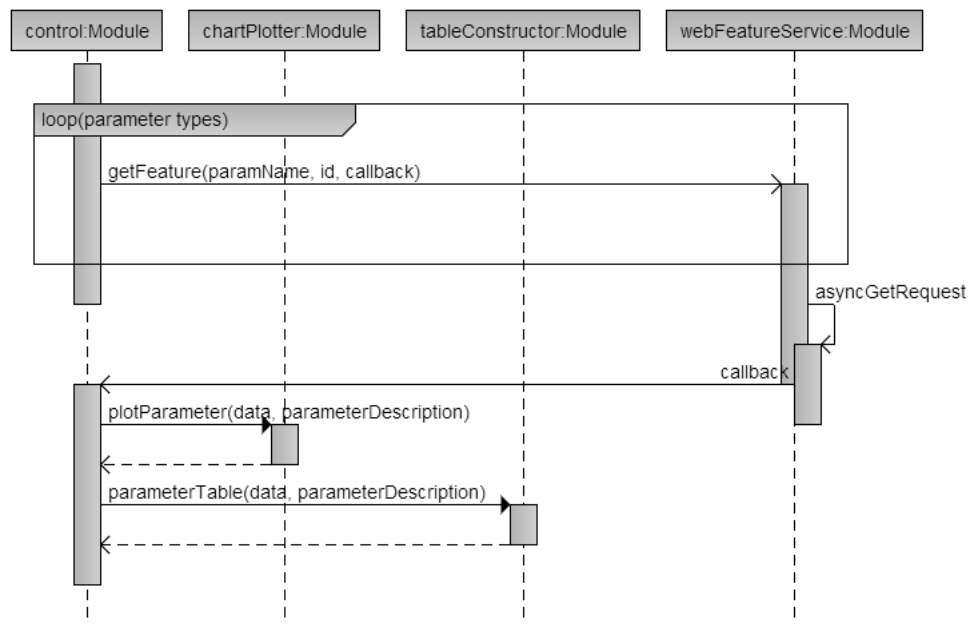 control:Module
chartPlotter:Module
tableConstructor:Module
webFeatureService:Module
loop(parameter types)
getFeature(paramName, id, callback)
asyncGetRequest
callback
plotParameter(data, parameterDescription)
parameterTable(data, parameterDescription)